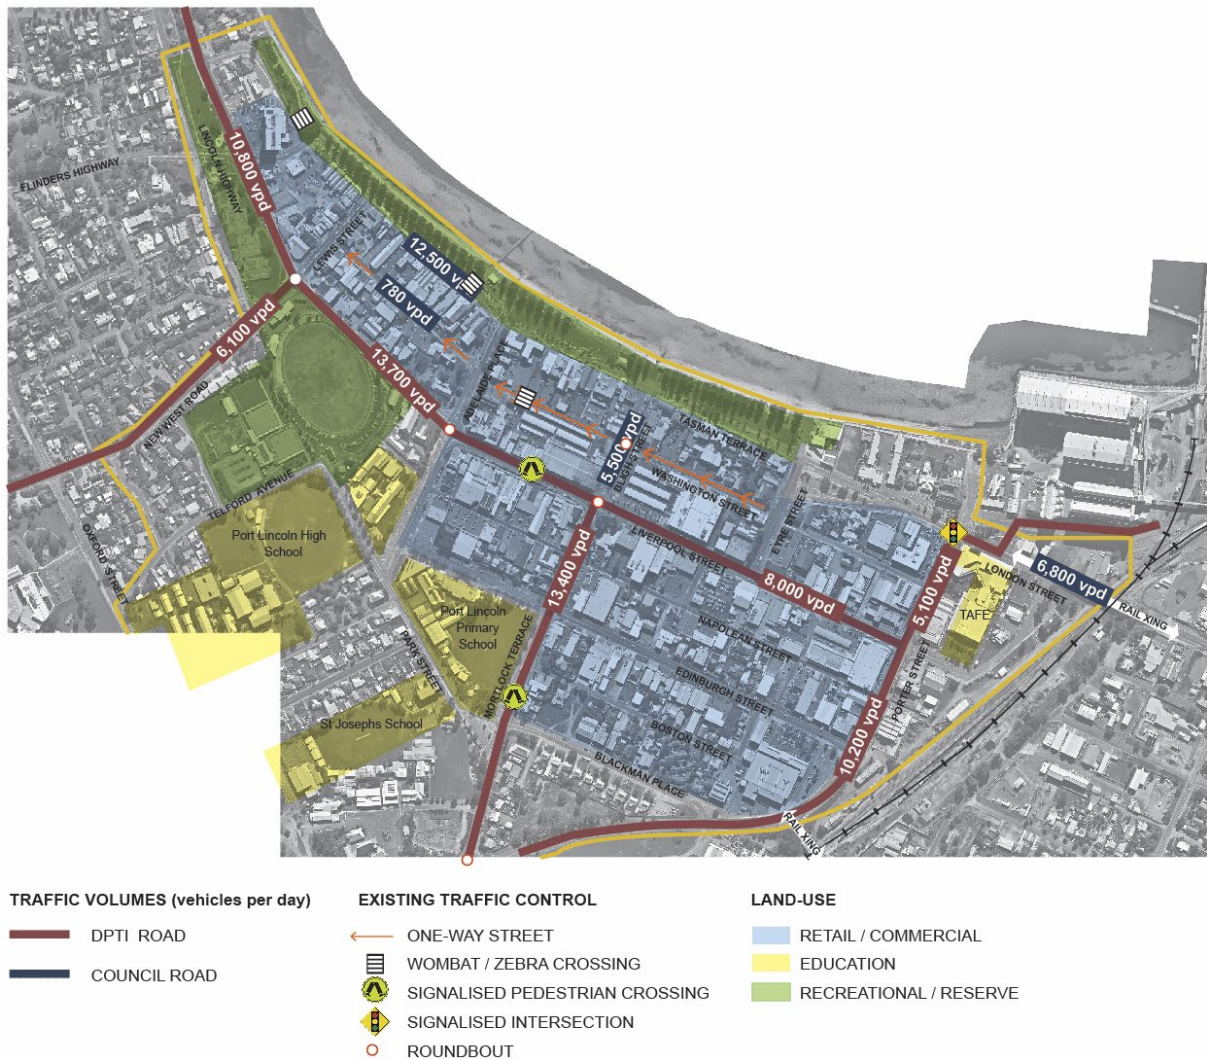 FLINDERS HIGHWAY
LINCOLN HIGHWAY
10,800 vpd
LEWIS STREET
12,500 v
780 vpd
6,100 vpd
NEW WEST ROAD
13,700 vpd
ADELAIDE PLACE
TASMAN TERRACE
5,500 vpd
BLIGH STREET
WASHINGTON STREET
TELFORD AVENUE
OXFORD STREET
Port Lincoln High
School
ETREF STREET
LIVERPOOL STREET
8,000 vpd
13,400 vpd
5,100 vpd
LONDON STREET
6,800 vpd
RAIL XING
TAFE
Port Lincoln
Primary
School
NAPOLEAN STREET
PARK STREET
MORTLOCK TERRACE
EDINBURGH STREET
PORTER STREET
St Josephs School
BOSTON STREET
10,200 vpd
BLACKMAN PLACE
RAIL XING
TRAFFIC VOLUMES (vehicles per day)
DPTI ROAD
COUNCIL ROAD
EXISTING TRAFFIC CONTROL
ONE-WAY STREET
WOMBAT / ZEBRA CROSSING
SIGNALISED PEDESTRIAN CROSSING
SIGNALISED INTERSECTION
ROUNDBOUT
LAND-USE
RETAIL / COMMERCIAL
EDUCATION
RECREATIONAL / RESERVE